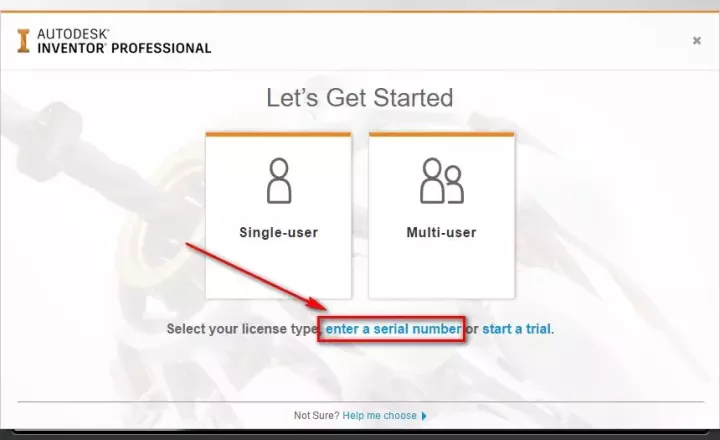 AUTODESK®
INVENTOR® PROFESSIONAL
Let's Get Started
Single-user
Multi-user
Select your license type, enter a serial number or start a trial.
Not Sure? Help me choose